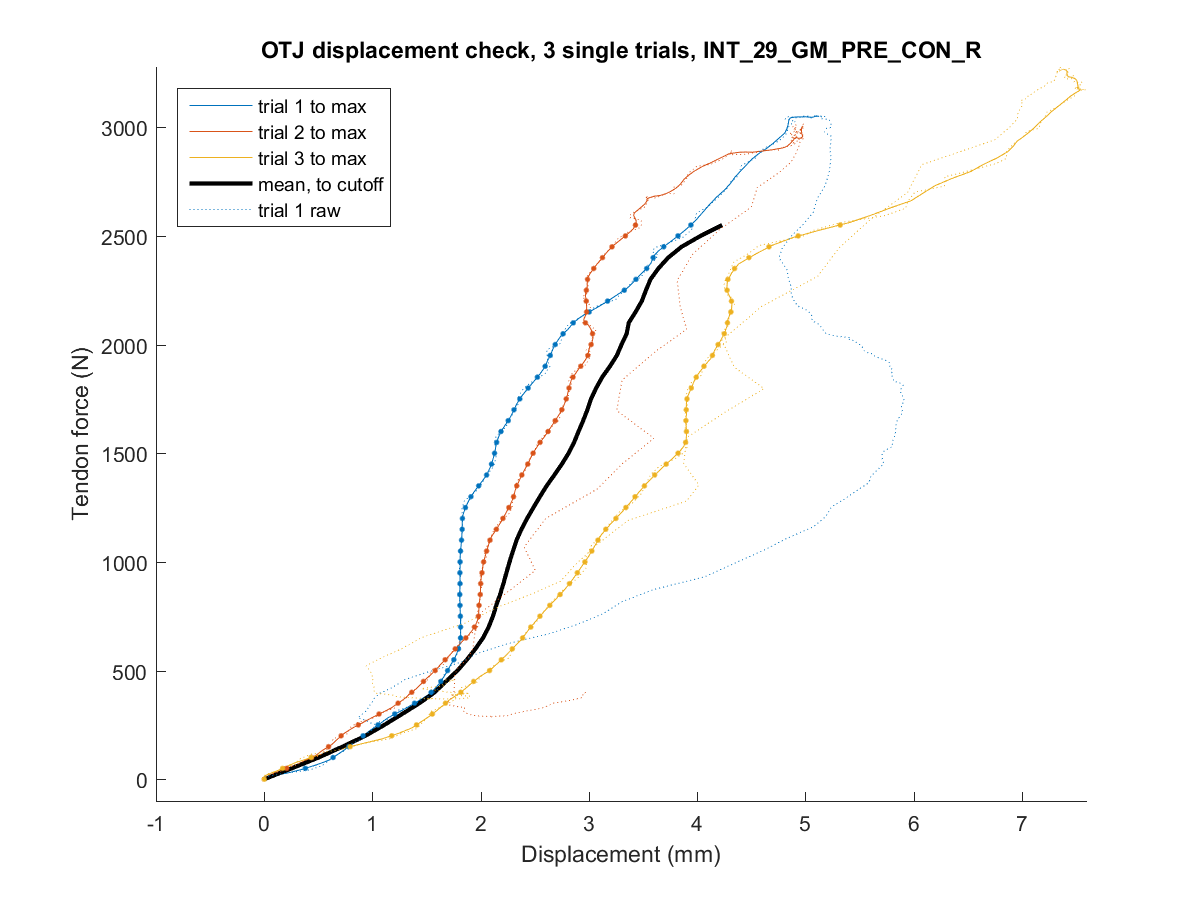 OTJ displacement check, 3 single trials, INT_29_GM_PRE_CON_R
trial 1 to max
trial 2 to max
trial 3 to max
mean, to cutoff
trial 1 raw
3000
2500
2000
1500
1000
500
0
Tendon force (N)
-1 0 1 2 3 4 5 6 7
Displacement (mm)